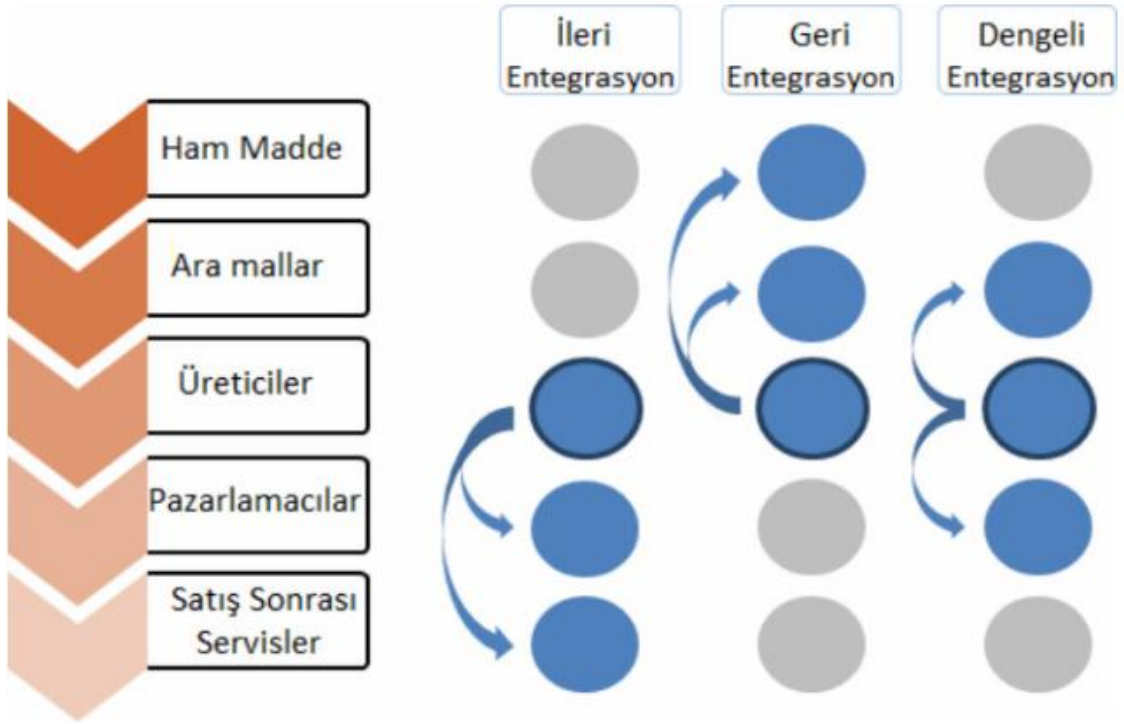 İleri
Entegrasyon
Geri
Entegrasyon
Dengeli
Entegrasyon
Ham Madde
Ara mallar
Üreticiler
Pazarlamacılar
Satış Sonrası
Servisler